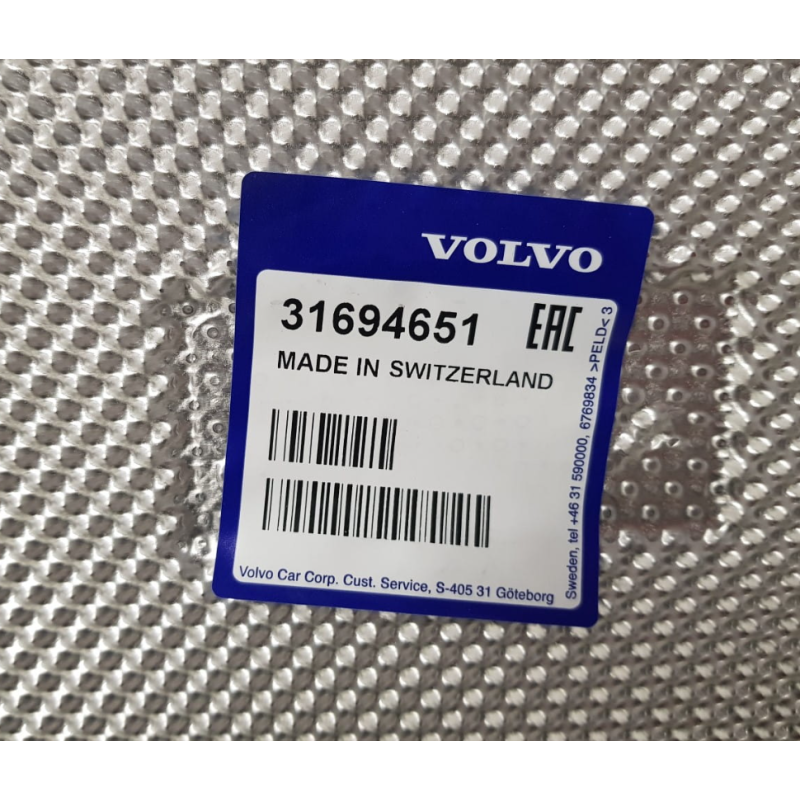 VOLVO
31694651
EAC
MADE IN SWITZERLAND
Volvo Car Corp. Cust. Service, S-405 31 Göteborg
Sweden, tel +46 31 590000, 6769834 >PELD< 3